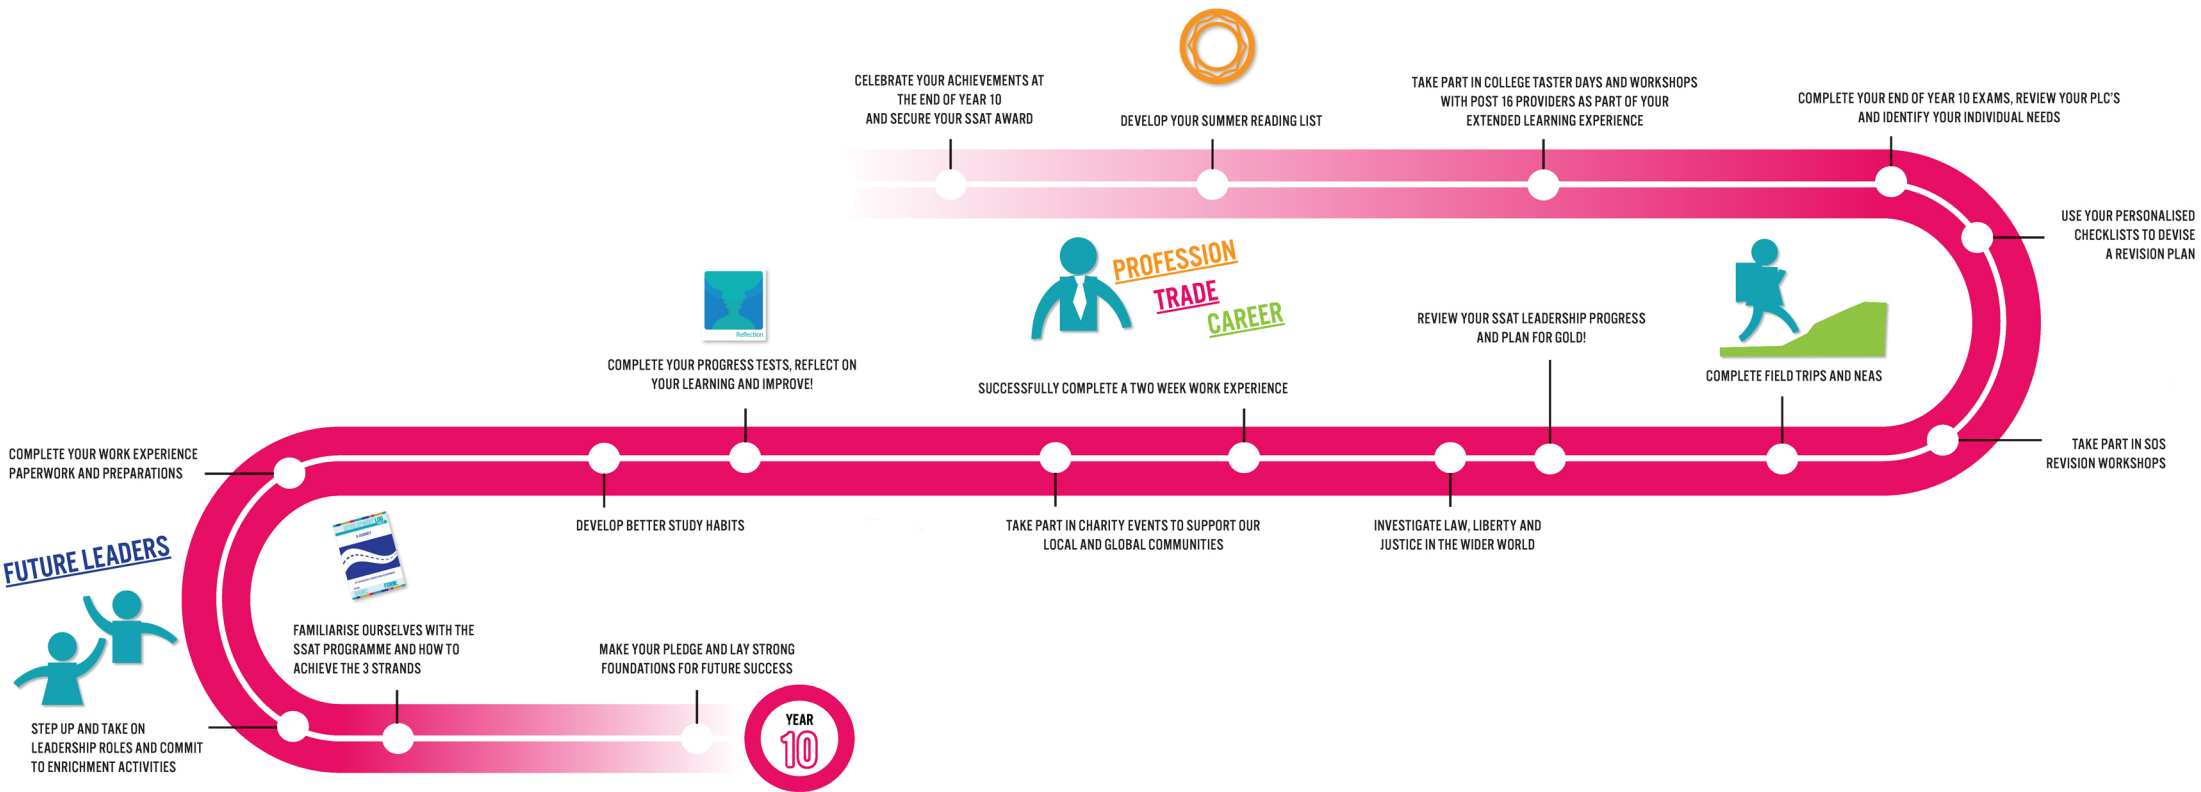 CELEBRATE YOUR ACHIEVEMENTS AT
THE END OF YEAR 10
AND SECURE YOUR SSAT AWARD
DEVELOP YOUR SUMMER READING LIST
TAKE PART IN COLLEGE TASTER DAYS AND WORKSHOPS
WITH POST 16 PROVIDERS AS PART OF YOUR
EXTENDED LEARNING EXPERIENCE
COMPLETE YOUR END OF YEAR 10 EXAMS, REVIEW YOUR PLC'S
AND IDENTIFY YOUR INDIVIDUAL NEEDS
USE YOUR PERSONALISED
CHECKLISTS TO DEVISE
A REVISION PLAN
PROFESSION
TRADE
CAREER
Reflection
COMPLETE YOUR PROGRESS TESTS, REFLECT ON
YOUR LEARNING AND IMPROVE!
SUCCESSFULLY COMPLETE A TWO WEEK WORK EXPERIENCE
REVIEW YOUR SSAT LEADERSHIP PROGRESS
AND PLAN FOR GOLD!
COMPLETE FIELD TRIPS AND NEAS
TAKE PART IN SOS
REVISION WORKSHOPS
COMPLETE YOUR WORK EXPERIENCE
PAPERWORK AND PREPARATIONS
DEVELOP BETTER STUDY HABITS
TAKE PART IN CHARITY EVENTS TO SUPPORT OUR
LOCAL AND GLOBAL COMMUNITIES
INVESTIGATE LAW, LIBERTY AND
JUSTICE IN THE WIDER WORLD
FUTURE LEADERS
FAMILIARISE OURSELVES WITH THE
SSAT PROGRAMME AND HOW TO
ACHIEVE THE 3 STRANDS
MAKE YOUR PLEDGE AND LAY STRONG
FOUNDATIONS FOR FUTURE SUCCESS
STEP UP AND TAKE ON
LEADERSHIP ROLES AND COMMIT
TO ENRICHMENT ACTIVITIES
YEAR
10